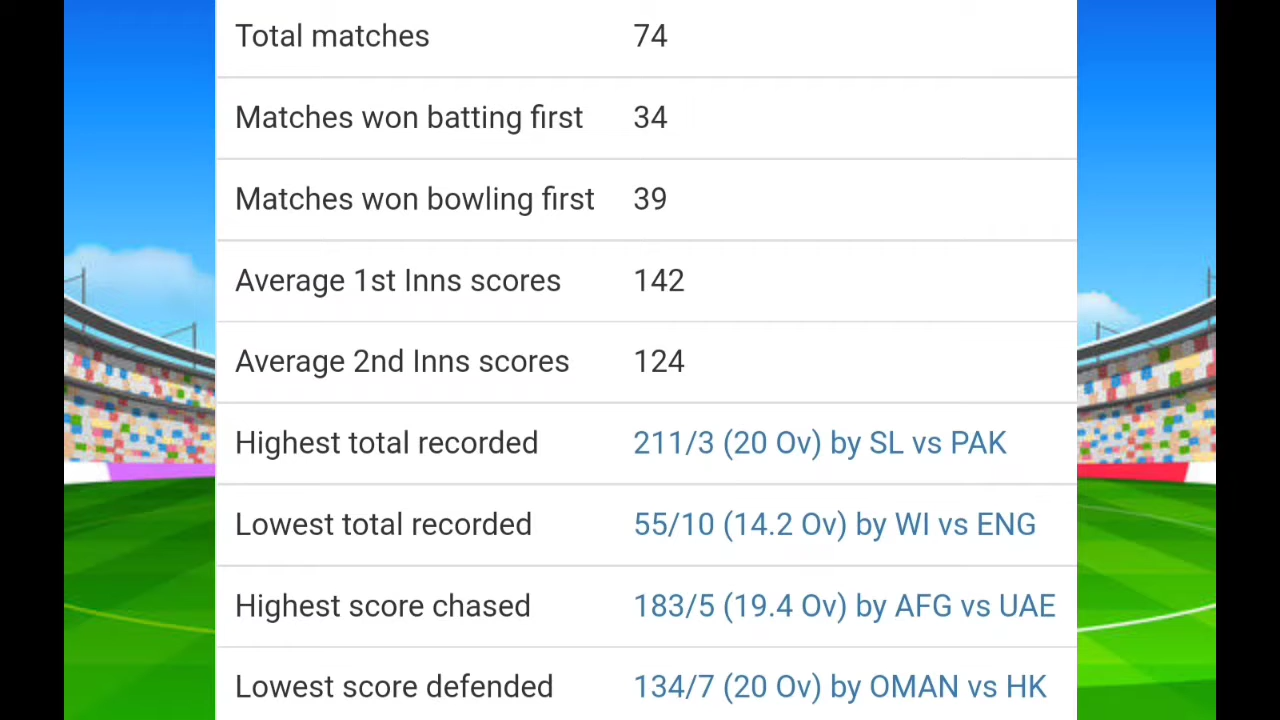 Total matches 74
Matches won batting first 34
Matches won bowling first 39
Average 1st Inns scores 142
Average 2nd Inns scores 124
Highest total recorded 211/3 (20 Ov) by SL vs PAK
Lowest total recorded 55/10 (14.2 Ov) by WI vs ENG
Highest score chased 183/5 (19.4 Ov) by AFG vs UAE
Lowest score defended 134/7 (20 Ov) by OMAN vs HK